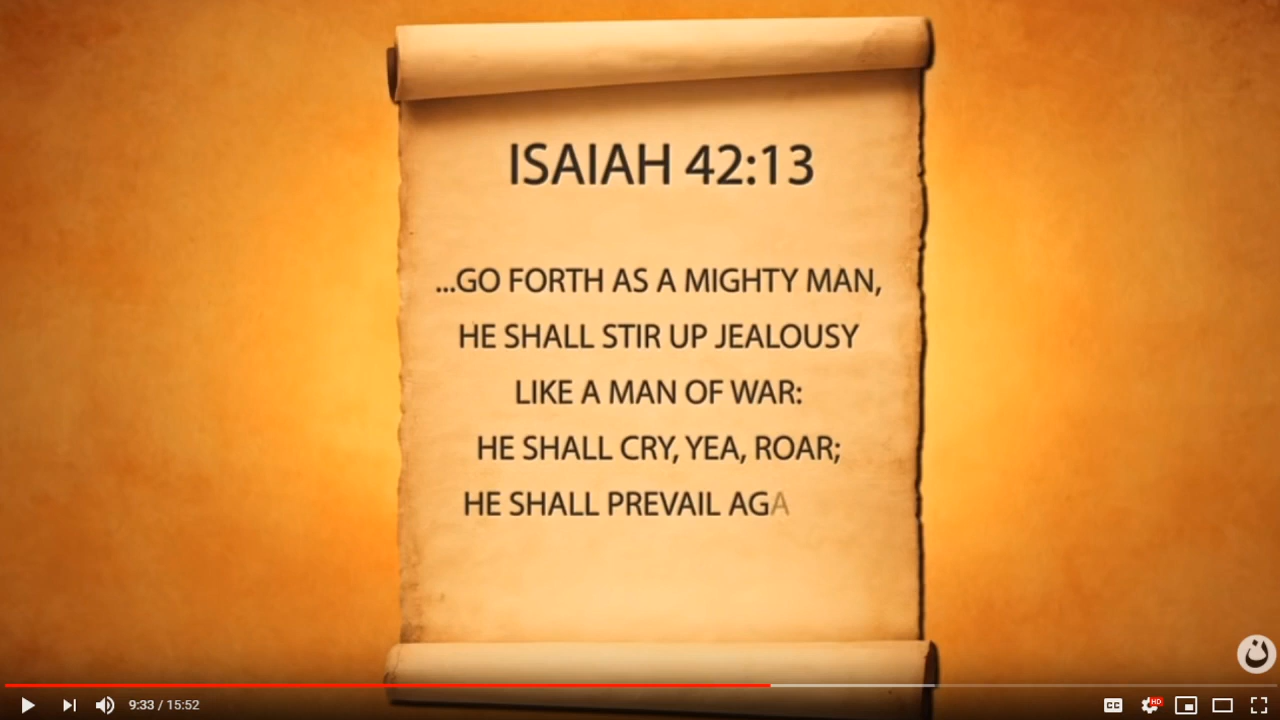 ISAIAH 42:13
...GO FORTH AS A MIGHTY MAN,
HE SHALL STIR UP JEALOUSY
LIKE A MAN OF WAR:
HE SHALL CRY, YEA, ROAR;
HE SHALL PREVAIL AGA
ن
9:33 / 15:52
CC
HD